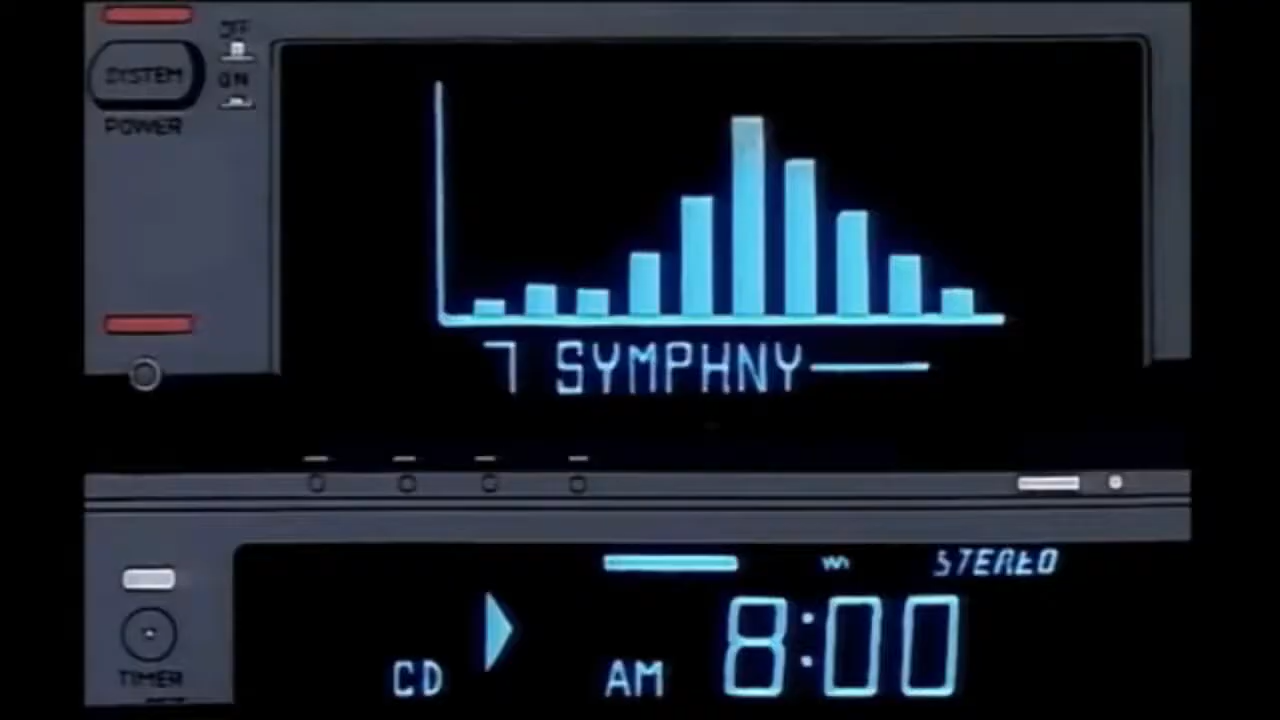 OFF
SYSTEM
ON
POWER
7 SYMPHNY
STEREO
CD
AM 8:00
TIMER